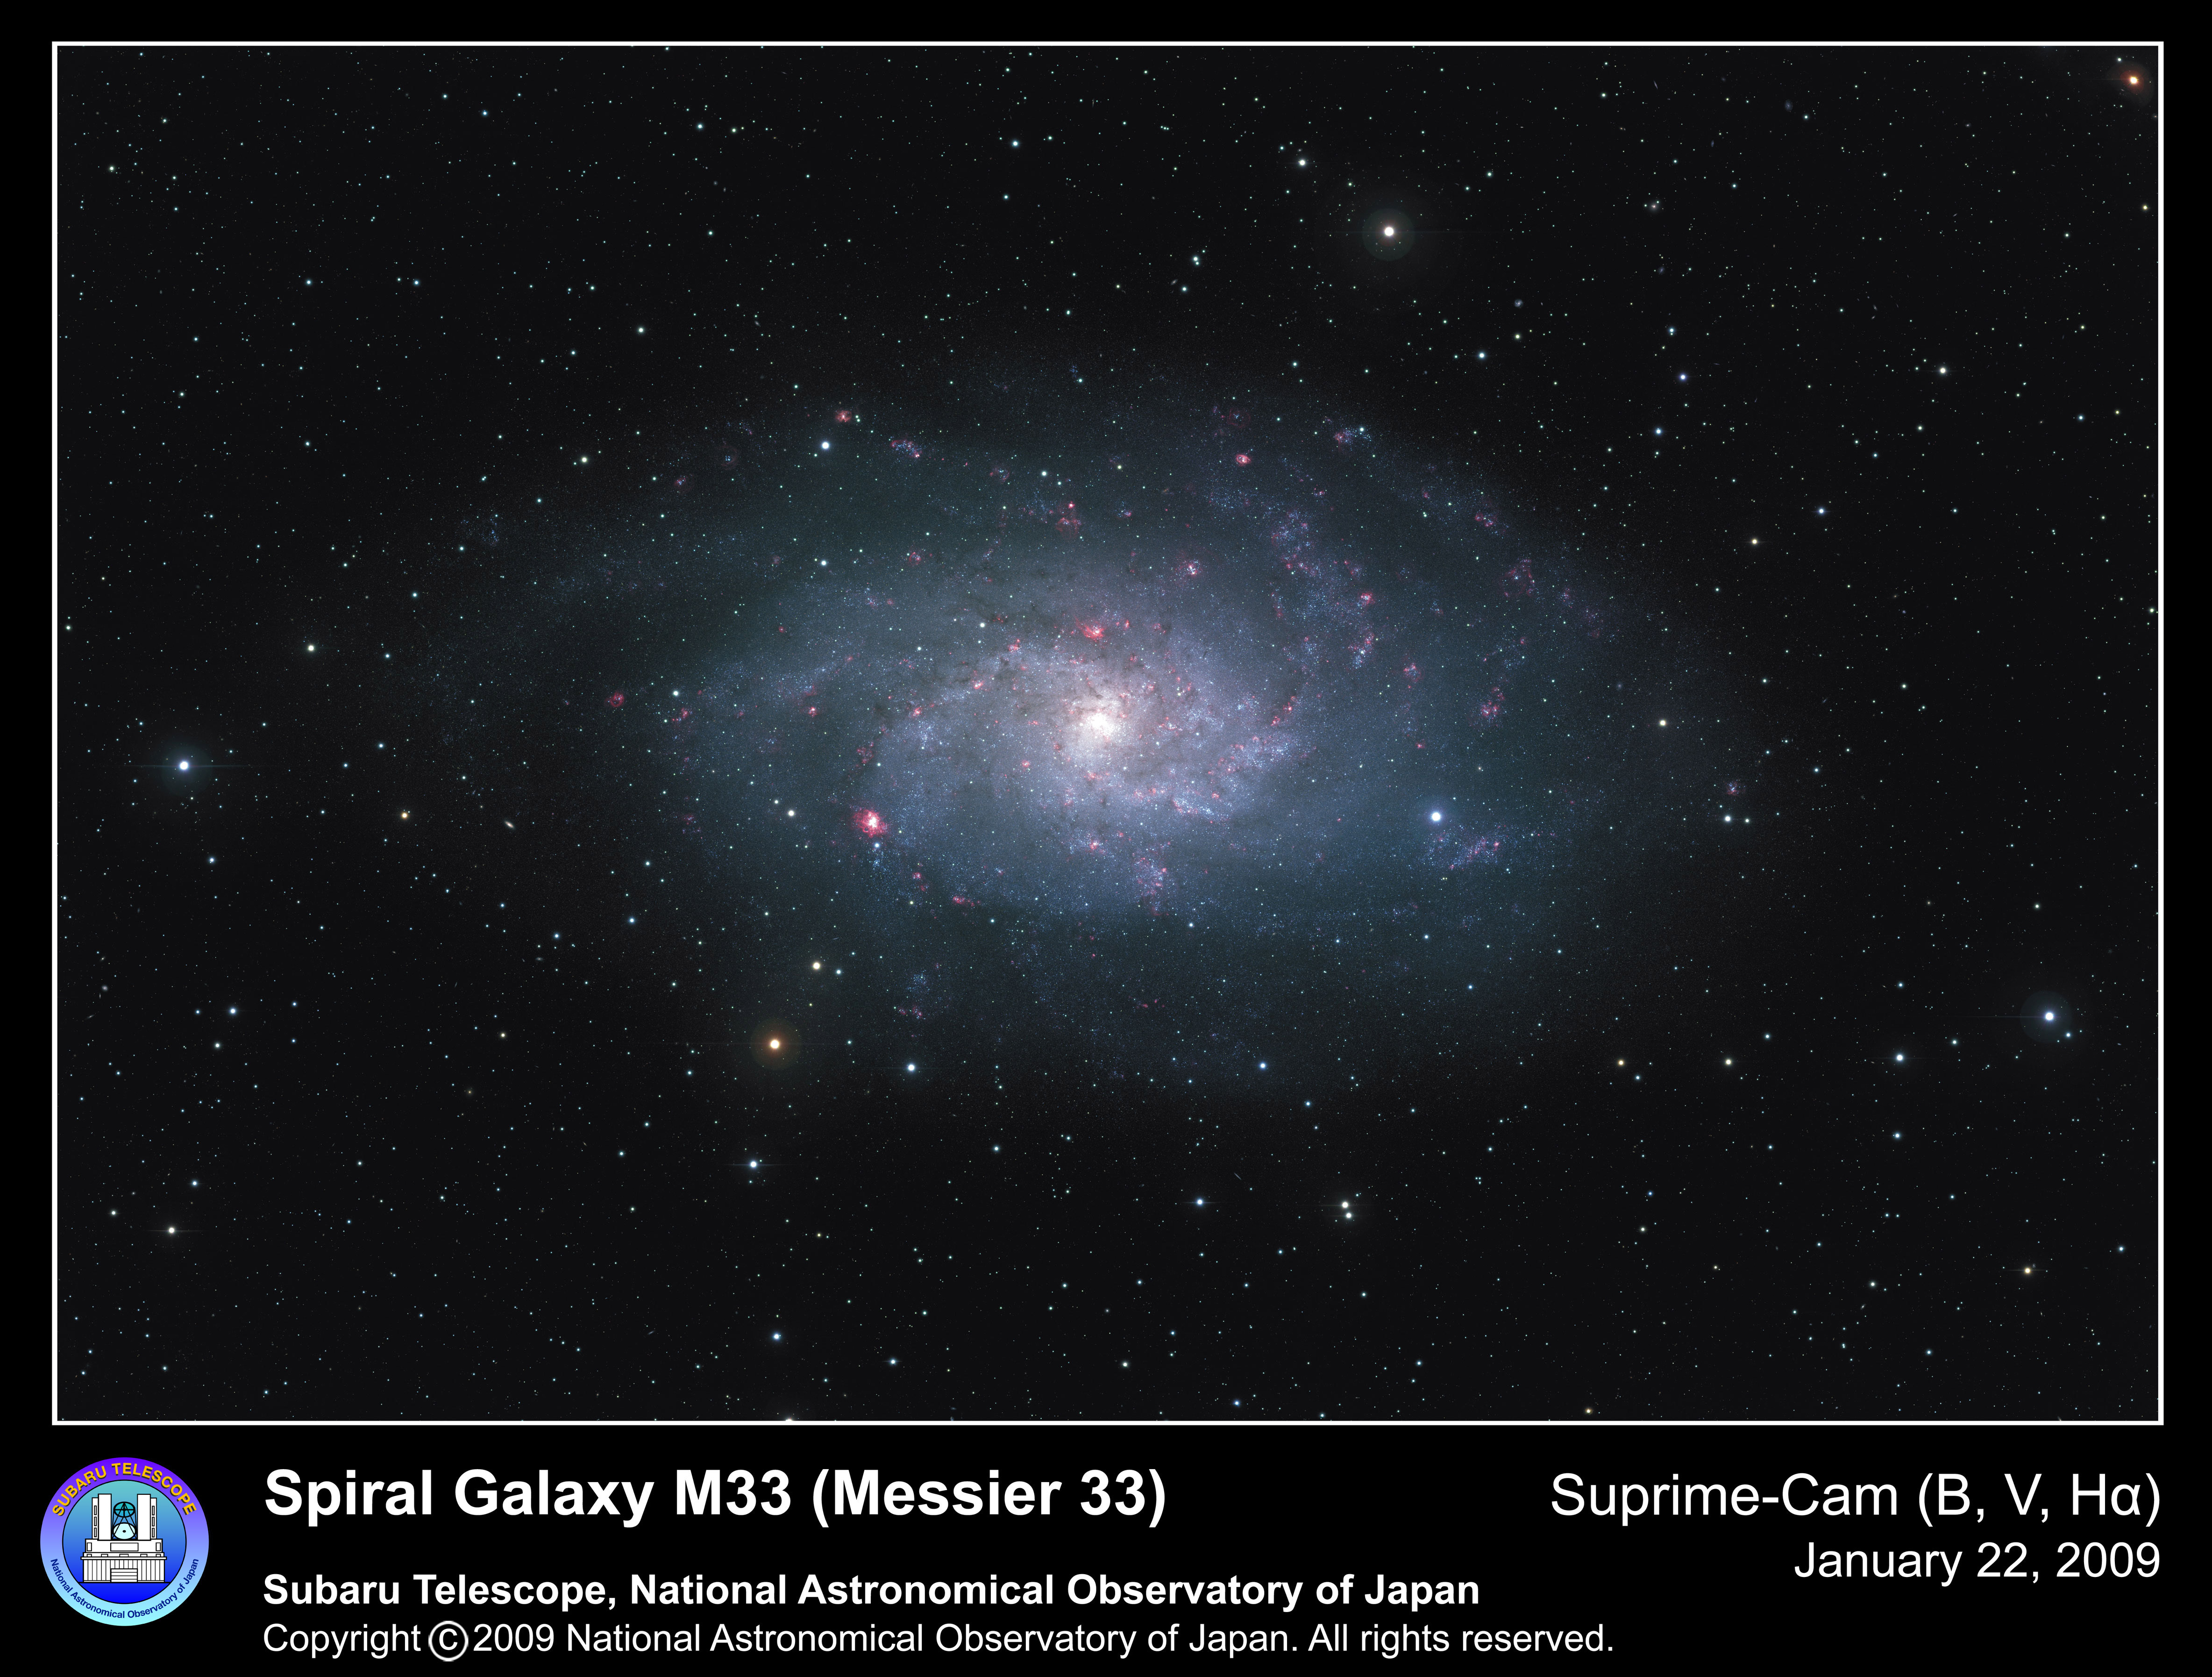 Spiral Galaxy M33 (Messier 33)
Suprime-Cam (B, V, Hα)
January 22, 2009
Subaru Telescope, National Astronomical Observatory of Japan
Copyright ©2009 National Astronomical Observatory of Japan. All rights reserved.
SUBARU TELESCOPE
National Astronomical Observatory of Japan